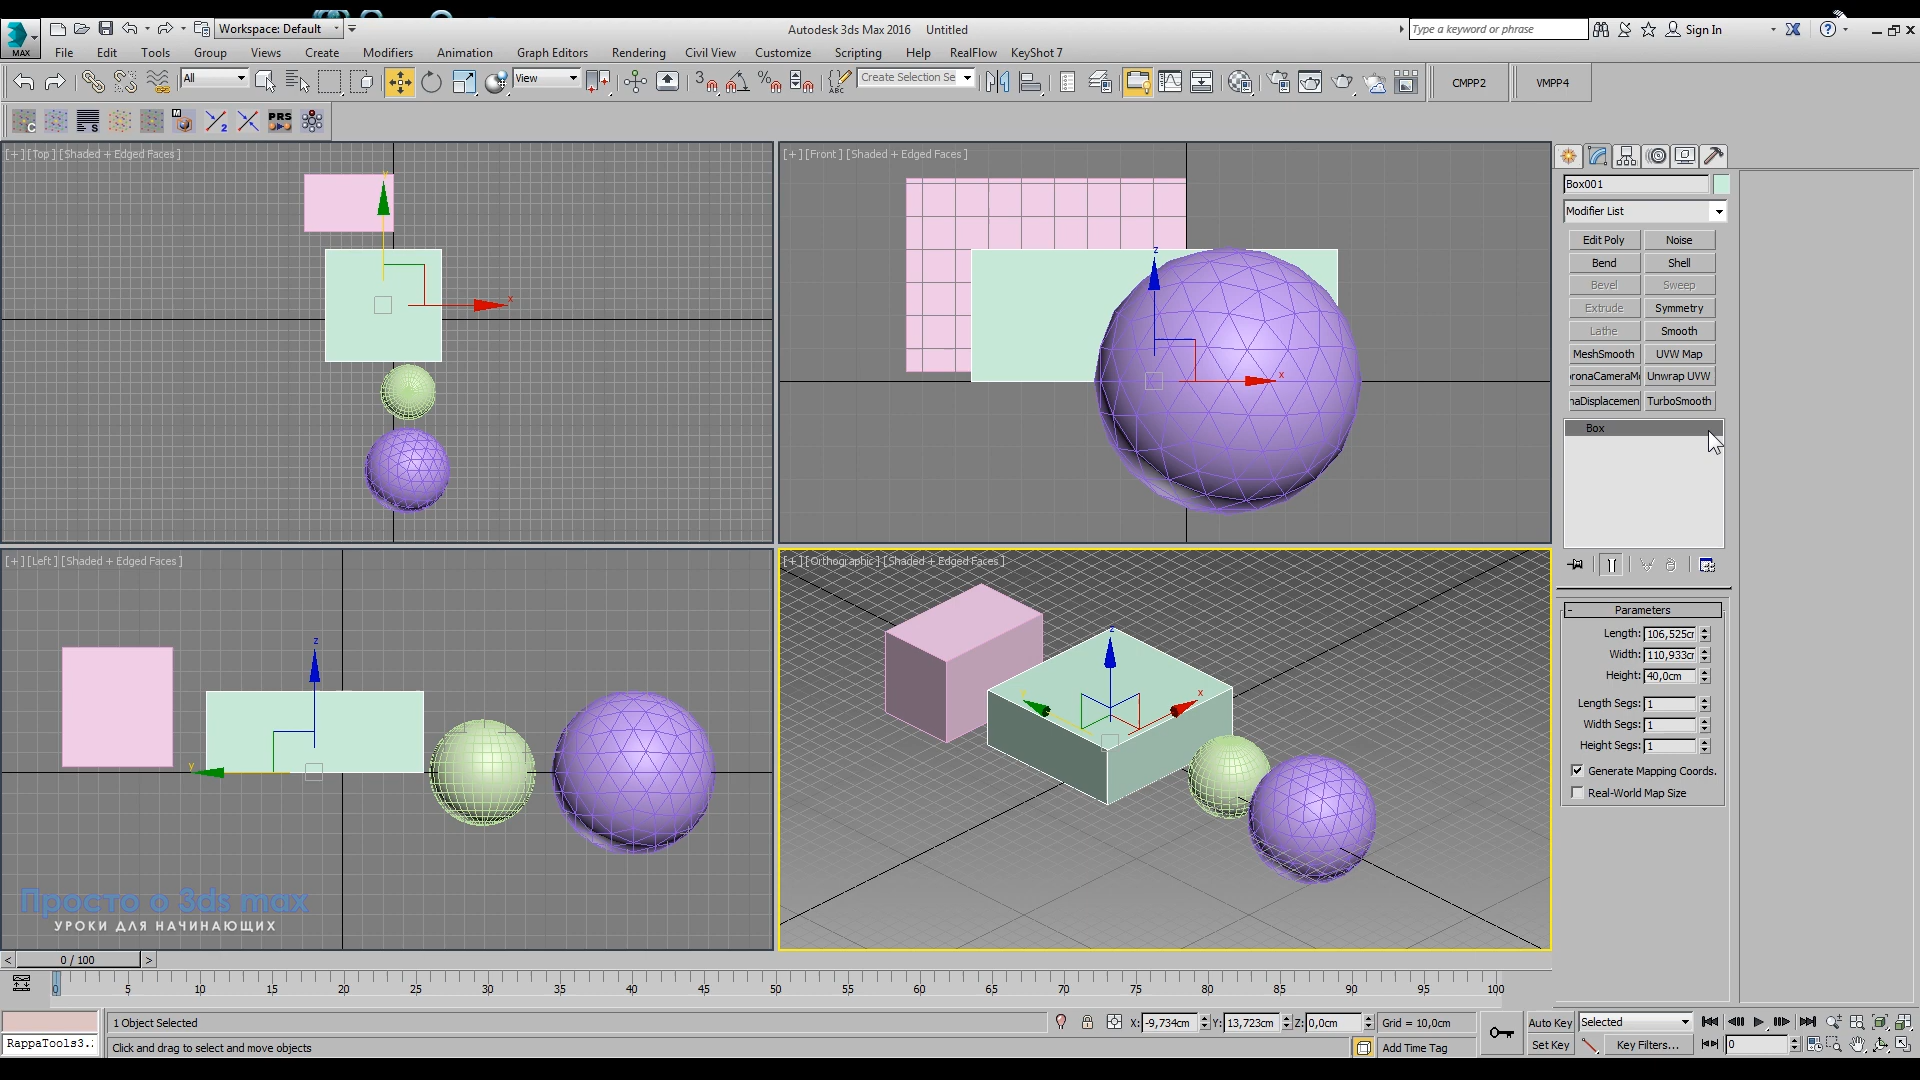 Workspace: Default
Autodesk 3ds Max 2016 Untitled
Type a keyword or phrase
Sign In
MAX
File Edit Tools Group Views Create Modifiers Animation Graph Editors Rendering Civil View Customize Scripting Help RealFlow KeyShot 7
All
View
Create Selection Se
CMPP2
VMPP4
PRS
[+] [Top] [Shaded + Edged Faces]
[+] [Front] [Shaded + Edged Faces]
[+] [Left] [Shaded + Edged Faces]
[+] [Orthographic] [Shaded + Edged Faces]
Box001
Modifier List
Edit Poly Noise
Bend Shell
Bevel Sweep
Extrude Symmetry
Lathe Smooth
MeshSmooth UVW Map
ronaCameraM Unwrap UVW
naDisplacemen TurboSmooth
Box
- Parameters
Length: 106,525cr
Width: 110,933cr
Height: 40,0cm
Length Segs: 1
Width Segs: 1
Height Segs: 1
Generate Mapping Coords.
Real-World Map Size
Просто о 3ds max
УРОКИ ДЛЯ НАЧИНАЮЩИХ
< 0 / 100 >
0 5 10 15 20 25 30 35 40 45 50 55 60 65 70 75 80 85 90 95 100
1 Object Selected
X: -9,734cm Y: 13,723cm Z: 0,0cm
Grid = 10,0cm
Auto Key
Selected
RappaTools3.
Click and drag to select and move objects
Add Time Tag
Set Key
Key Filters...
0